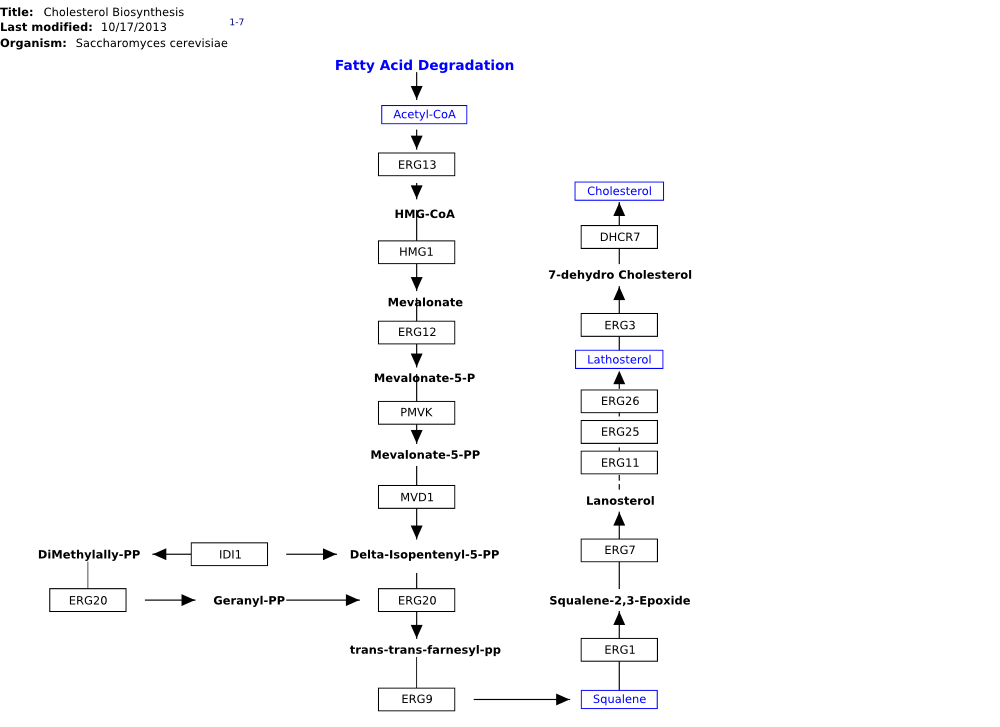 Title: Cholesterol Biosynthesis
Last modified: 10/17/2013
1-7
Organism: Saccharomyces cerevisiae
Fatty Acid Degradation
Acetyl-CoA
ERG13
HMG-CoA
HMG1
Mevalonate
ERG12
Mevalonate-5-P
PMVK
Mevalonate-5-PP
MVD1
DiMethylally-PP
IDI1
Delta-Isopentenyl-5-PP
ERG20
Geranyl-PP
ERG20
trans-trans-farnesyl-pp
ERG9
Cholesterol
DHCR7
7-dehydro Cholesterol
ERG3
Lathosterol
ERG26
ERG25
ERG11
Lanosterol
ERG7
Squalene-2,3-Epoxide
ERG1
Squalene